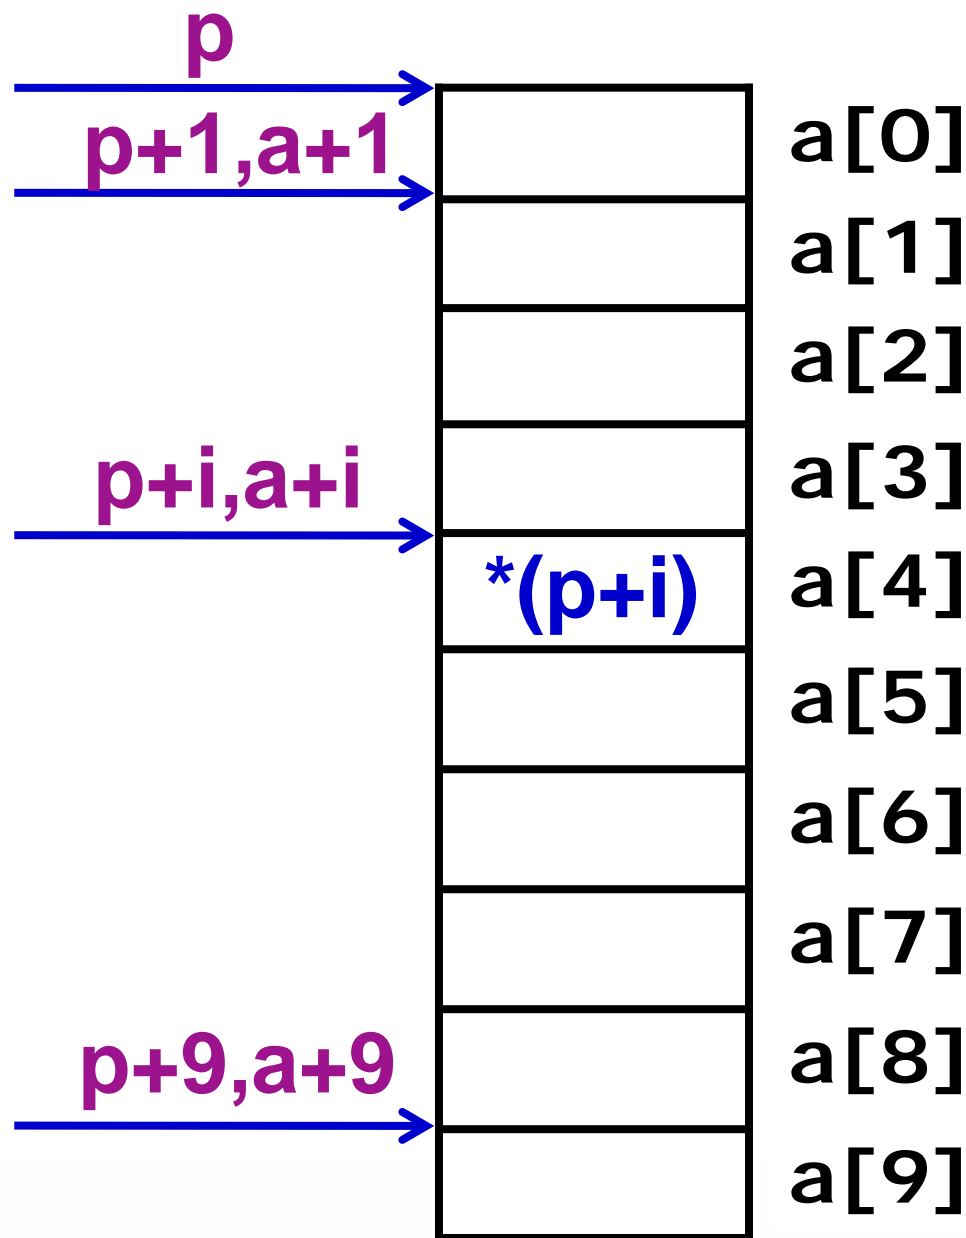 p
a[0]
p+1,a+1
a[1]
a[2]
a[3]
p+i,a+i
*(p+i)
a[4]
a[5]
a[6]
a[7]
a[8]
p+9,a+9
a[9]